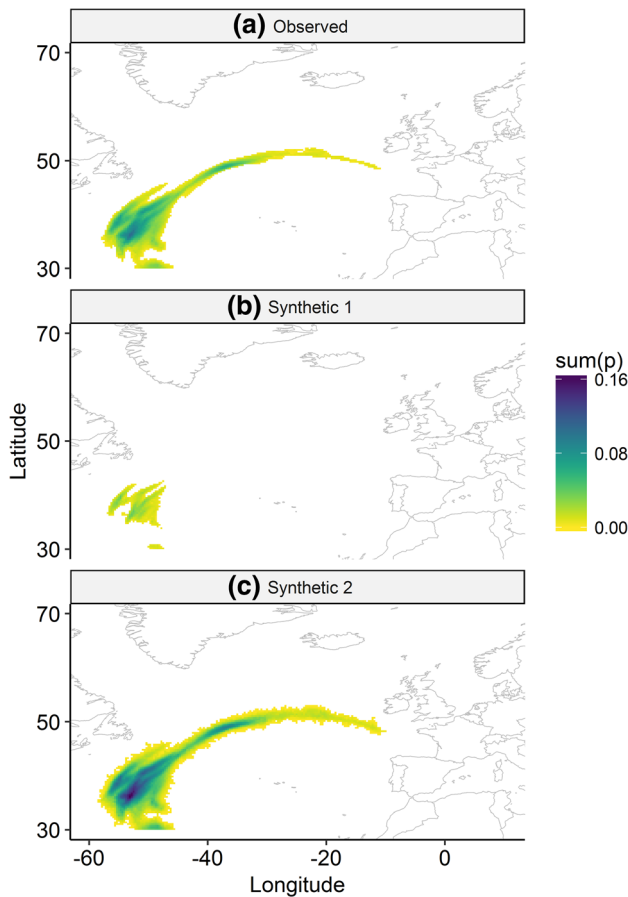 (a) Observed
70
50
30
(b) Synthetic 1
70
50
30
Latitude
sum(p)
0.16
0.08
0.00
(c) Synthetic 2
70
50
30
-60 -40 -20 0
Longitude